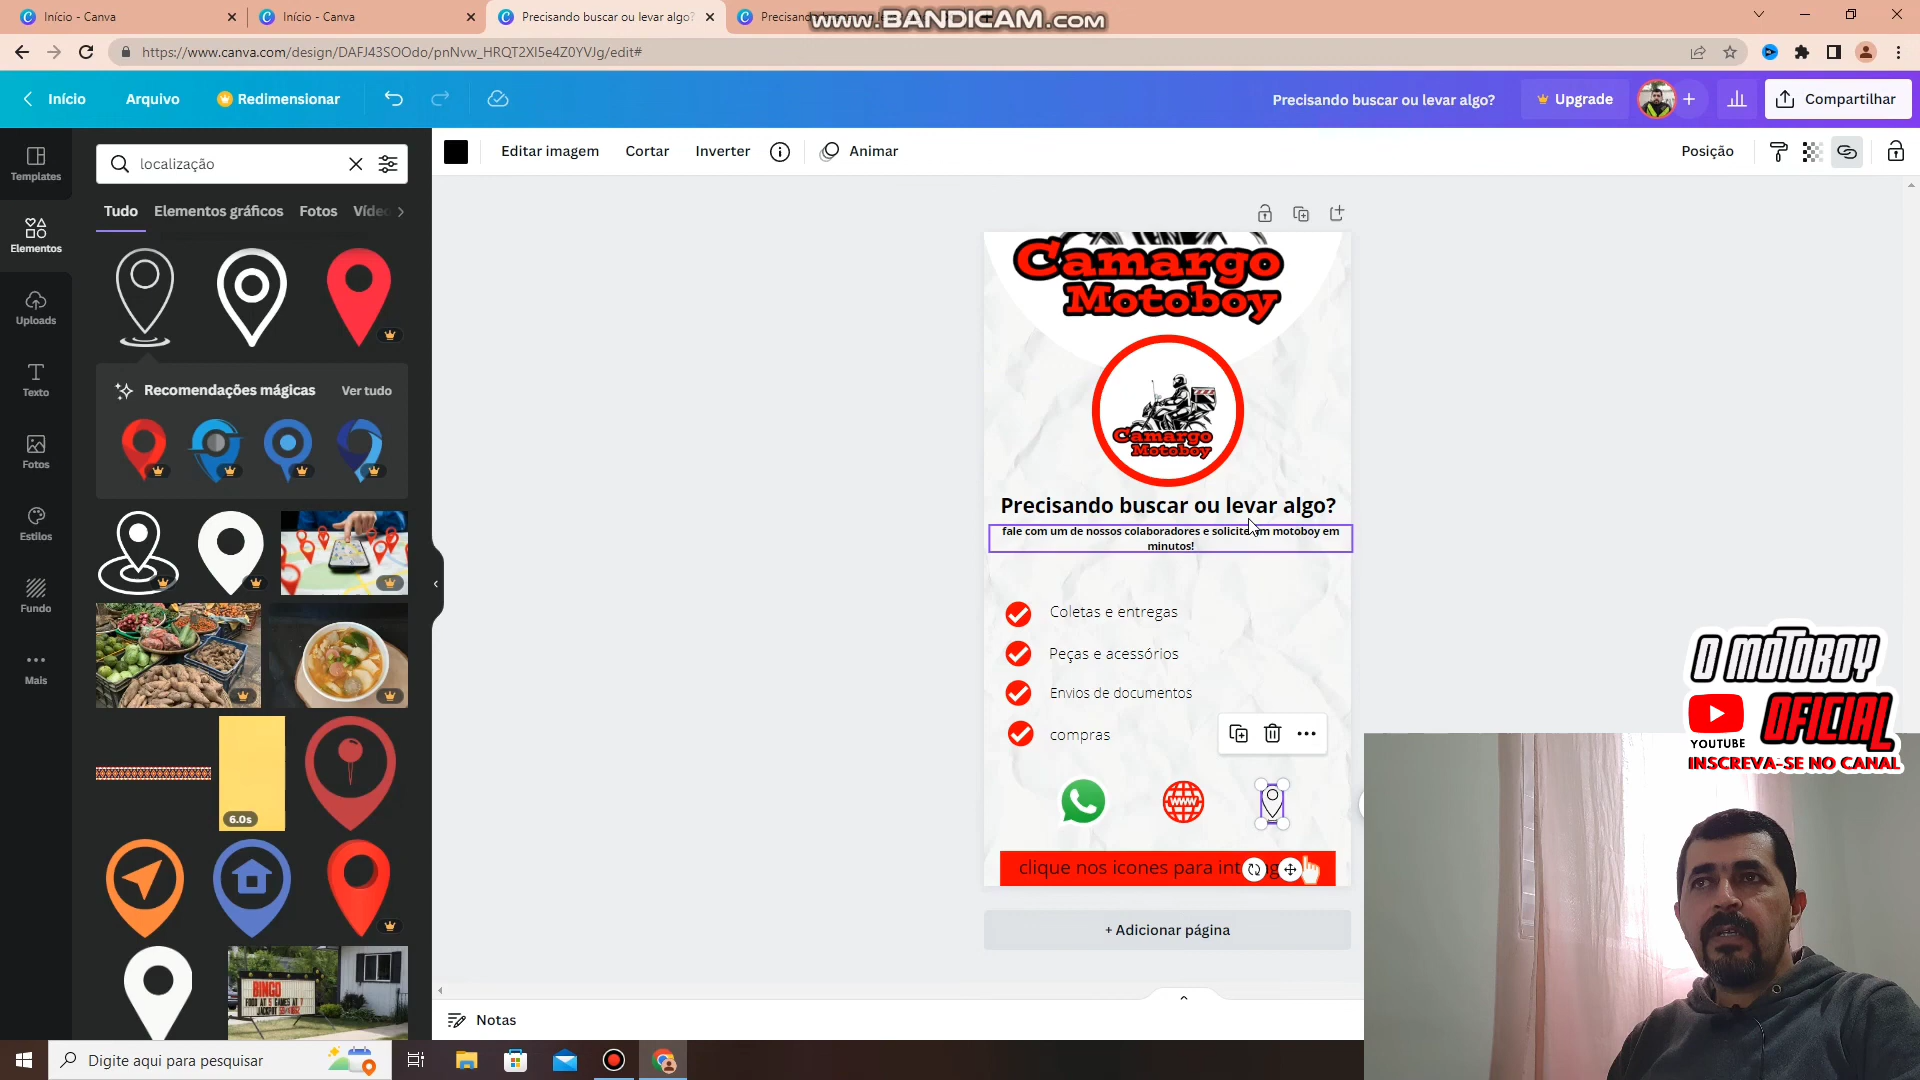 Início - Canva
Início - Canva
Precisando buscar ou levar algo?
WWW.BANDICAM.COM
https://www.canva.com/design/DAFJ43SOOdo/pnNvw_HRQT2Xl5e4Z0YVJg/edit#
Início
Arquivo
Redimensionar
Precisando buscar ou levar algo?
Upgrade
Compartilhar
Templates
Elementos
Uploads
Texto
Fotos
Estilos
Fundo
Mais
localização
Tudo
Elementos gráficos
Fotos
Recomendações mágicas
Ver tudo
6.0s
BINGO
Editar imagem
Cortar
Inverter
Animar
Posição
Camargo
Motoboy
Camargo
Motoboy
Precisando buscar ou levar algo?
fale com um de nossos colaboradores e solicite um motoboy em
minutos!
Coletas e entregas
Peças e acessórios
Envios de documentos
compras
WWW
clique nos icones para
+ Adicionar página
Notas
O MOTOBOY
OFICIAL
YOUTUBE
INSCREVA-SE NO CANAL
Digite aqui para pesquisar